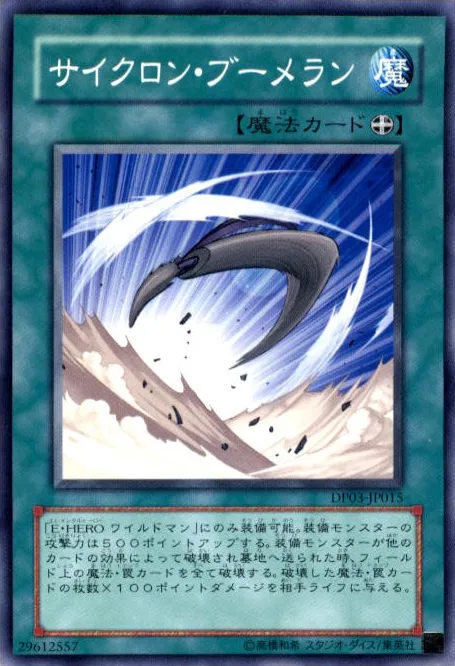 サイクロン・ブーメラン 魔
【魔法カード】
DP03-JP015
「E・HERO ワイルドマン」にのみ装備可能。装備モンスターの
攻撃力は500ポイントアップする。装備モンスターが他の
カードの効果によって破壊され墓地へ送られた時、フィール
ド上の魔法・罠カードを全て破壊する。破壊した魔法・罠カー
ドの枚数×100ポイントダメージを相手ライフに与える。
29612557
©高橋和希 スタジオ・ダイス/集英社